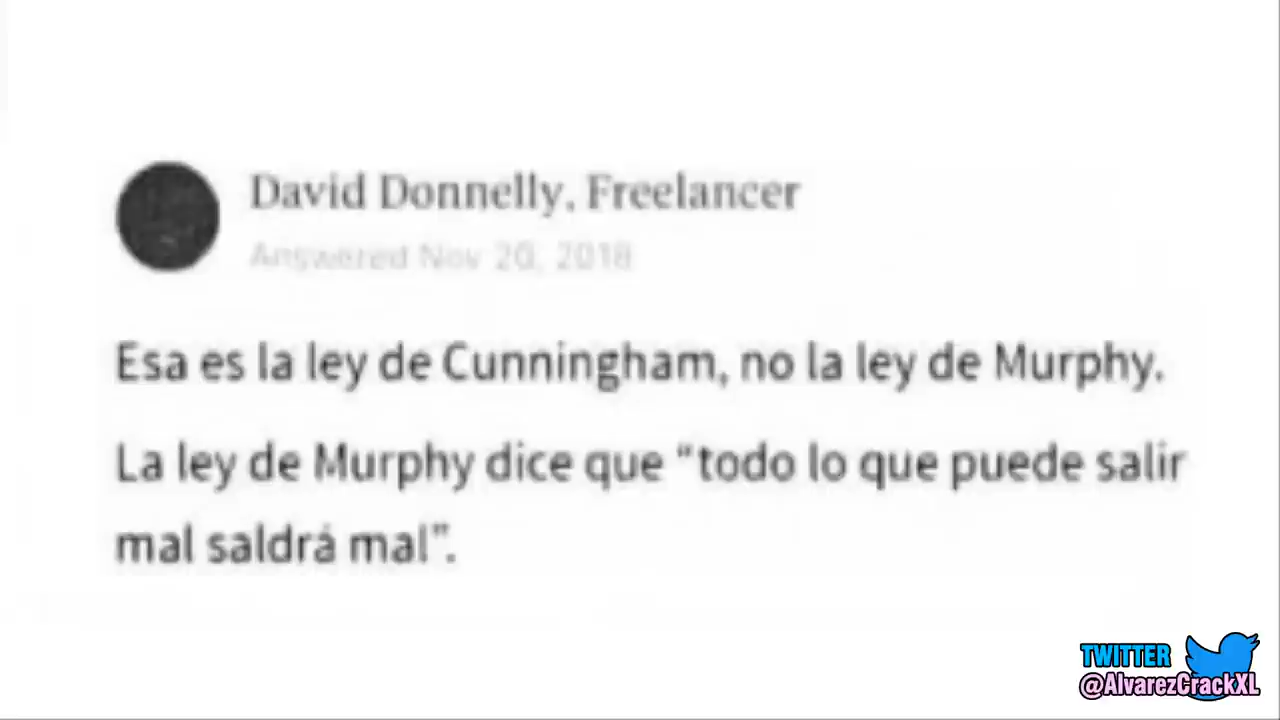 David Donnelly, Freelancer
Answered Nov 20, 2018
Esa es la ley de Cunningham, no la ley de Murphy.
La ley de Murphy dice que “todo lo que puede salir
mal saldrá mal”.
TWITTER
@AlvarezCrackXL